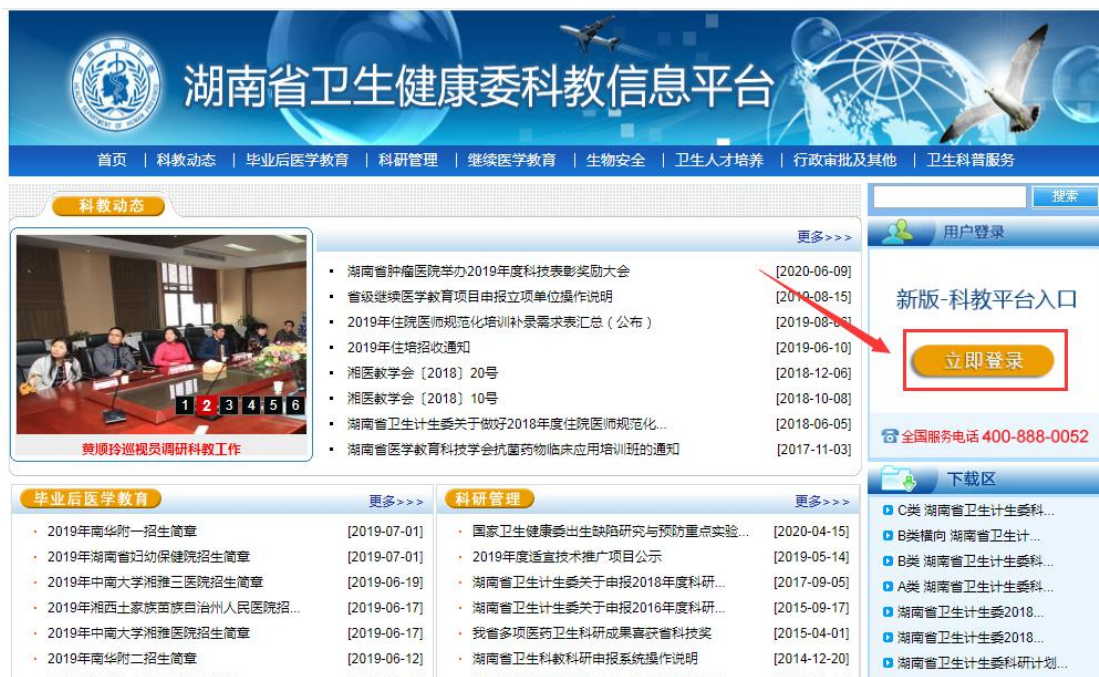 湖南省卫生健康委科教信息平台
首页 | 科教动态 | 毕业后医学教育 | 科研管理 | 继续医学教育 | 生物安全 | 卫生人才培养 | 行政审批及其他 | 卫生科普服务
科教动态
更多>>>
湖南省肿瘤医院举办2019年度科技表彰奖励大会 [2020-06-09]
省级继续医学教育项目申报立项单位操作说明 [2019-08-15]
2019年住院医师规范化培训补录需求表汇总（公布） [2019-08-
2019年住培招收通知 [2019-06-10]
湘医教学会〔2018〕20号 [2018-12-06]
湘医教学会〔2018〕10号 [2018-10-08]
湖南省卫生计生委关于做好2018年度住院医师规范化... [2018-06-05]
湖南省医学教育科技学会抗菌药物临床应用培训班的通知 [2017-11-03]
1 2 3 4 5 6
黄顺玲巡视员调研科教工作
搜索
用户登录
新版-科教平台入口
立即登录
全国服务电话 400-888-0052
毕业后医学教育
更多>>>
2019年南华附一招生简章 [2019-07-01]
2019年湖南省妇幼保健院招生简章 [2019-07-01]
2019年中南大学湘雅三医院招生简章 [2019-06-19]
2019年湘西土家族苗族自治州人民医院招... [2019-06-17]
2019年中南大学湘雅医院招生简章 [2019-06-17]
2019年南华附二招生简章 [2019-06-12]
科研管理
更多>>>
国家卫生健康委出生缺陷研究与预防重点实验... [2020-04-15]
2019年度适宜技术推广项目公示 [2019-05-14]
湖南省卫生计生委关于申报2018年度科研... [2017-09-05]
湖南省卫生计生委关于申报2016年度科研... [2015-09-17]
我省多项医药卫生科研成果喜获省科技奖 [2015-04-01]
湖南省卫生科教科研申报系统操作说明 [2014-12-20]
下载区
C类 湖南省卫生计生委科...
B类横向 湖南省卫生计...
B类 湖南省卫生计生委科...
A类 湖南省卫生计生委科...
湖南省卫生计生委2018...
湖南省卫生计生委2018...
湖南省卫生计生委科研计划...